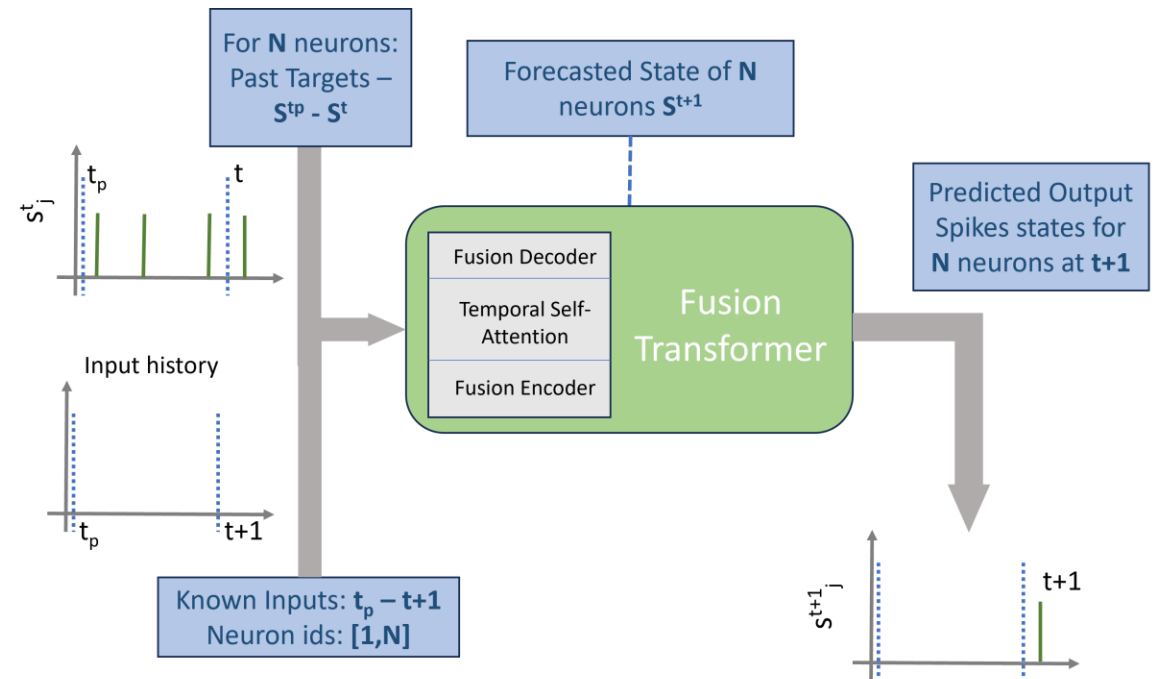 For N neurons:
Past Targets –
S^tp - S^t
Forecasted State of N
neurons S^t+1
t_p
t
s^t_j
Predicted Output
Spikes states for
N neurons at t+1
Fusion Decoder
Temporal Self-
Attention
Fusion Encoder
Fusion
Transformer
Input history
t_p
t+1
Known Inputs: t_p – t+1
Neuron ids: [1,N]
t+1
s^t+1_j